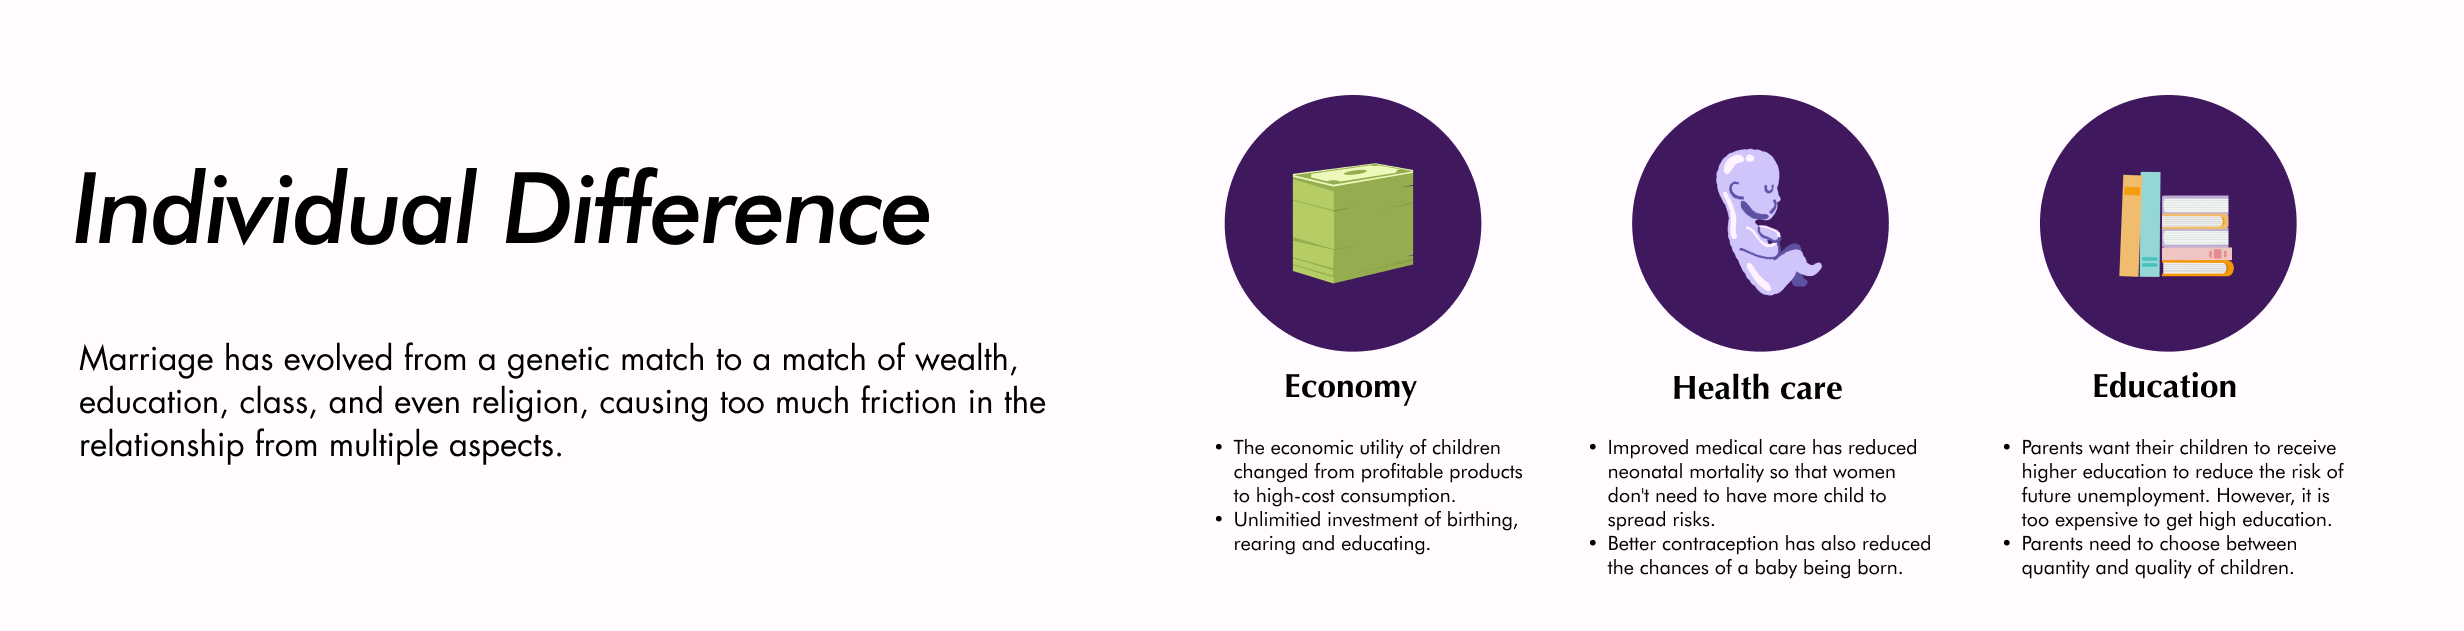 Individual Difference
Marriage has evolved from a genetic match to a match of wealth,
education, class, and even religion, causing too much friction in the
relationship from multiple aspects.
Economy
• The economic utility of children
changed from profitable products
to high-cost consumption.
• Unlimitied investment of birthing,
rearing and educating.
Health care
• Improved medical care has reduced
neonatal mortality so that women
don't need to have more child to
spread risks.
• Better contraception has also reduced
the chances of a baby being born.
Education
• Parents want their children to receive
higher education to reduce the risk of
future unemployment. However, it is
too expensive to get high education.
• Parents need to choose between
quantity and quality of children.